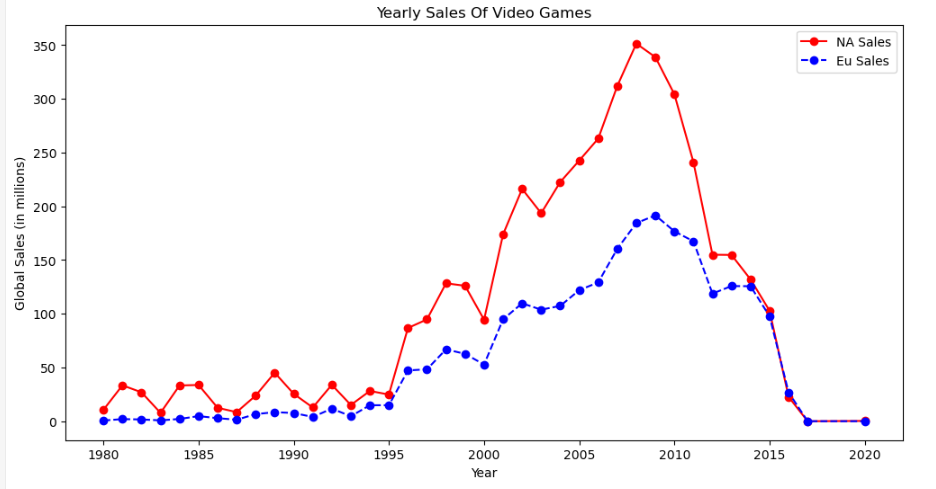 Yearly Sales Of Video Games
NA Sales
Eu Sales
350
300
250
200
150
100
50
0
Global Sales (in millions)
1980 1985 1990 1995 2000 2005 2010 2015 2020
Year